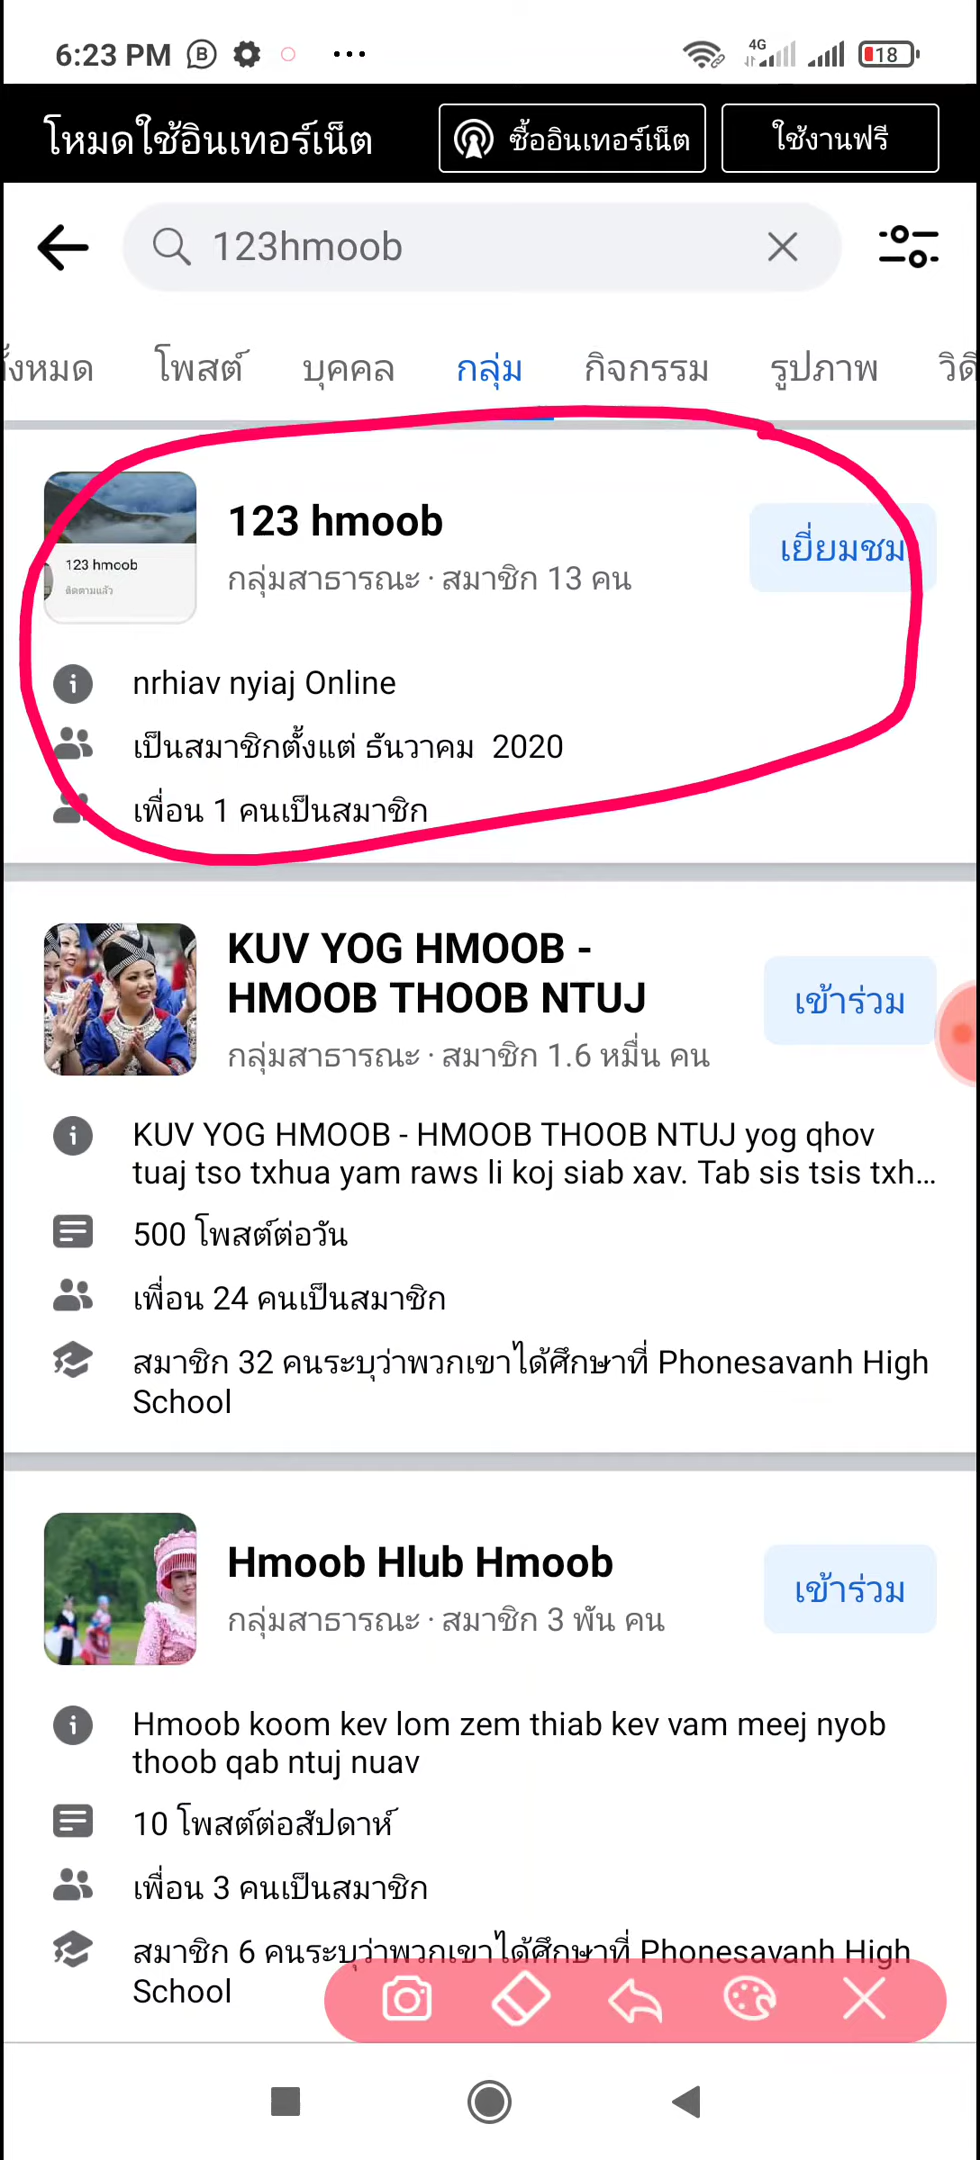 6:23 PM
4G
18
โหมดใช้อินเทอร์เน็ต
ซื้ออินเทอร์เน็ต
ใช้งานฟรี
123hmoob
ั้งหมด โพสต์ บุคคล กลุ่ม กิจกรรม รูปภาพ วิดี
123 hmoob
กลุ่มสาธารณะ · สมาชิก 13 คน
เยี่ยมชม
123 hmoob
ติดตามแล้ว
nrhiav nyiaj Online
เป็นสมาชิกตั้งแต่ ธันวาคม 2020
เพื่อน 1 คนเป็นสมาชิก
KUV YOG HMOOB -
HMOOB THOOB NTUJ
เข้าร่วม
กลุ่มสาธารณะ · สมาชิก 1.6 หมื่น คน
KUV YOG HMOOB - HMOOB THOOB NTUJ yog qhov
tuaj tso txhua yam raws li koj siab xav. Tab sis tsis txh...
500 โพสต์ต่อวัน
เพื่อน 24 คนเป็นสมาชิก
สมาชิก 32 คนระบุว่าพวกเขาได้ศึกษาที่ Phonesavanh High
School
Hmoob Hlub Hmoob
กลุ่มสาธารณะ · สมาชิก 3 พัน คน
เข้าร่วม
Hmoob koom kev lom zem thiab kev vam meej nyob
thoob qab ntuj nuav
10 โพสต์ต่อสัปดาห์
เพื่อน 3 คนเป็นสมาชิก
สมาชิก 6 คนระบุว่าพวกเขาได้ศึกษาที่ Phonesavanh High
School